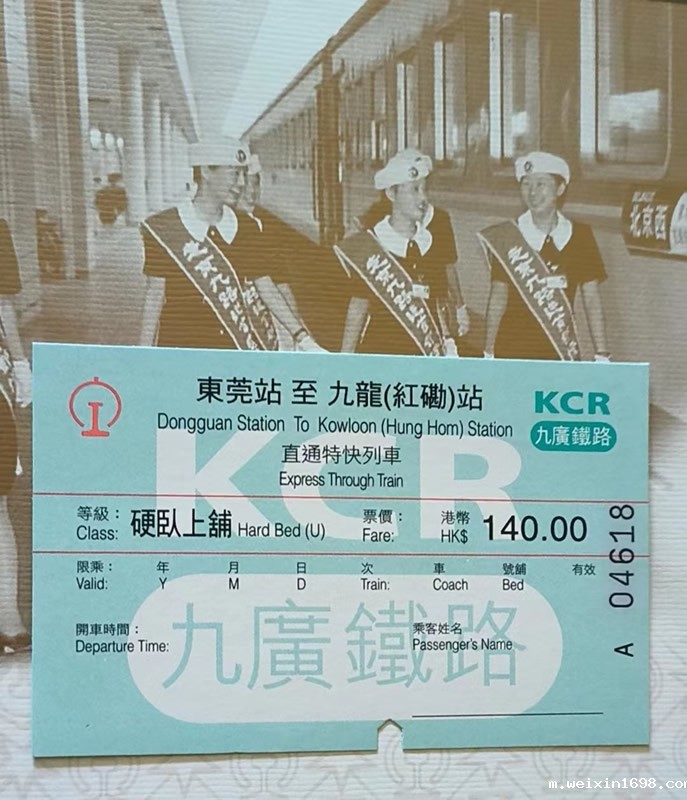 北京西
東莞站 至 九龍(紅磡)站
Dongguan Station To Kowloon (Hung Hom) Station
直通特快列車
Express Through Train
KCR
九廣鐵路
等級： 硬臥上舖 票價： 港幣 140.00
Class: Hard Bed (U) Fare: HK$
限乘： 年 月 日 次 車 號舖 有效
Valid: Y M D Train: Coach Bed
A 04618
開車時間：
Departure Time:
乘客姓名
Passenger's Name
KCR
九廣鐵路
m.weixin1698.com